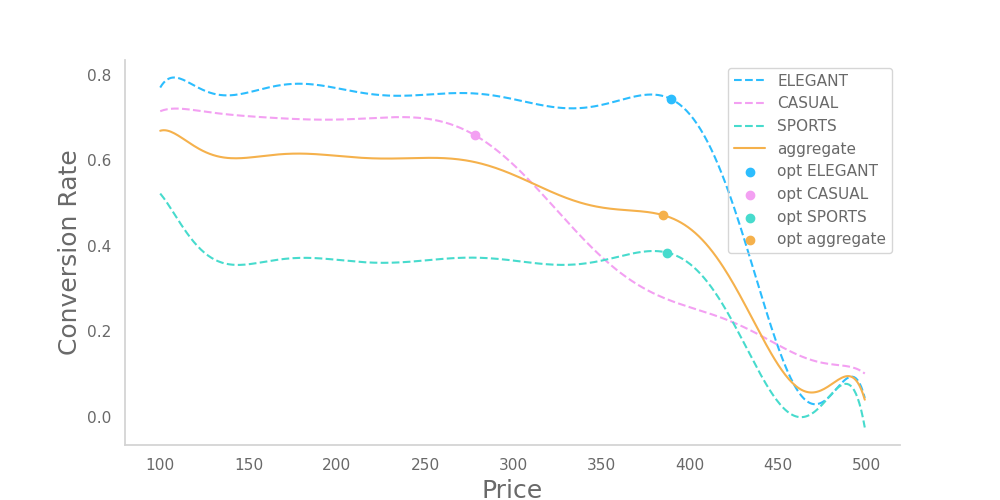 0.8
0.6
0.4
0.2
0.0
Conversion Rate
100 150 200 250 300 350 400 450 500
Price
ELEGANT
CASUAL
SPORTS
aggregate
opt ELEGANT
opt CASUAL
opt SPORTS
opt aggregate